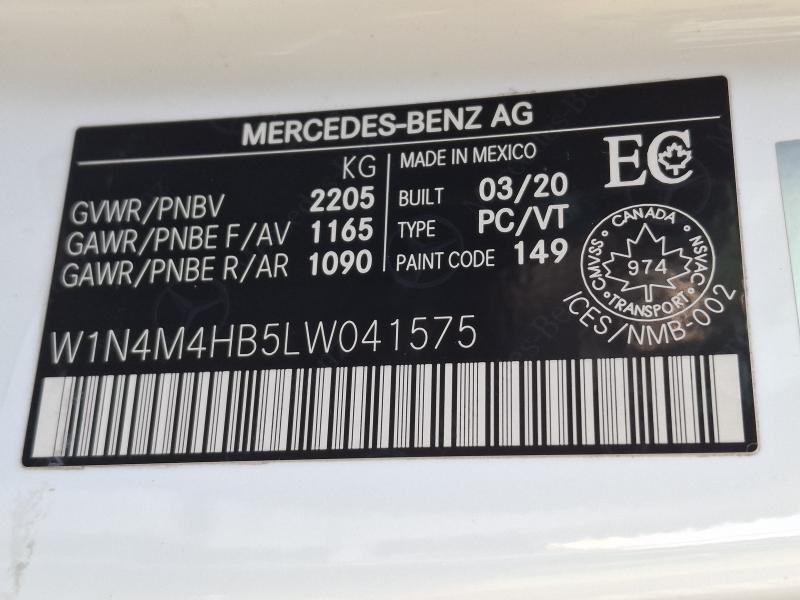 MERCEDES-BENZ AG
KG
GVWR/PNBV 2205
GAWR/PNBE F/AV 1165
GAWR/PNBE R/AR 1090
MADE IN MEXICO
BUILT 03/20
TYPE PC/VT
PAINT CODE 149
EC
CANADA
CMVSS
974
NSVAC
TRANSPORT
ICES/NMB-002
W1N4M4HB5LW041575